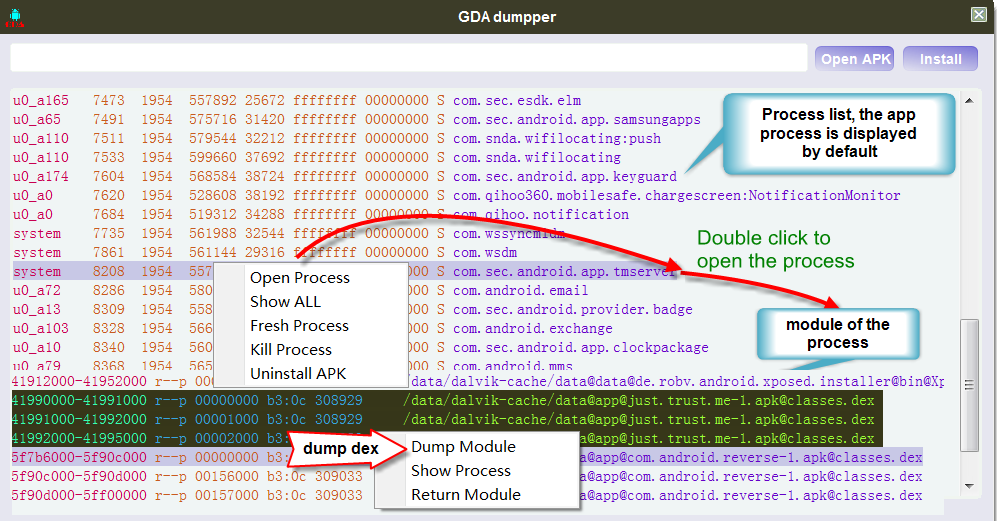 GDA dumpper
Open APK
Install
u0_a165 7473 1954 557892 25672 ffffffff 00000000 S com.sec.esdk.elm
u0_a65 7491 1954 575716 31420 ffffffff 00000000 S com.sec.android.app.samsungapps
u0_a110 7511 1954 579544 32212 ffffffff 00000000 S com.snda.wifilocating:push
u0_a110 7533 1954 599660 37692 ffffffff 00000000 S com.snda.wifilocating
u0_a174 7604 1954 568584 38724 ffffffff 00000000 S com.sec.android.app.keyguard
u0_a0 7620 1954 528608 38192 ffffffff 00000000 S com.qihoo360.mobilesafe.chargescreen:NotificationMonitor
u0_a0 7684 1954 519312 34288 ffffffff 00000000 S com.qihoo.notification
system 7735 1954 561988 32544 ffffffff 00000000 S com.wssyncmldm
system 7861 1954 561144 29316 ffffffff 00000000 S com.wsdm
system 8208 1954 557 00000000 S com.sec.android.app.tmserver
u0_a72 8286 1954 580 00000000 S com.android.email
u0_a13 8309 1954 558 00000000 S com.sec.android.provider.badge
u0_a103 8328 1954 566 00000000 S com.android.exchange
u0_a10 8340 1954 560 00000000 S com.sec.android.app.clockpackage
u0_a79 8368 1954 565 00000000 S com.android.mms
Process list, the app
process is displayed
by default
Double click to
open the process
module of the
process
Open Process
Show ALL
Fresh Process
Kill Process
Uninstall APK
41912000-41952000 r--p 000 /data/dalvik-cache/data@data@de.robv.android.xposed.installer@bin@Xp
41990000-41991000 r--p 00000000 b3:0c 308929 /data/dalvik-cache/data@app@just.trust.me-1.apk@classes.dex
41991000-41992000 r--p 00001000 b3:0c 308929 /data/dalvik-cache/data@app@just.trust.me-1.apk@classes.dex
41992000-41995000 r--p 00002000 b3:0c 308929 /data/dalvik-cache/data@app@just.trust.me-1.apk@classes.dex
5f7b6000-5f90c000 r--p 00000000 b3: ata@app@com.android.reverse-1.apk@classes.dex
5f90c000-5f90d000 r--p 00156000 b3:0c 309033 ata@app@com.android.reverse-1.apk@classes.dex
5f90d000-5ff00000 r--p 00157000 b3:0c 309033 ata@app@com.android.reverse-1.apk@classes.dex
dump dex
Dump Module
Show Process
Return Module